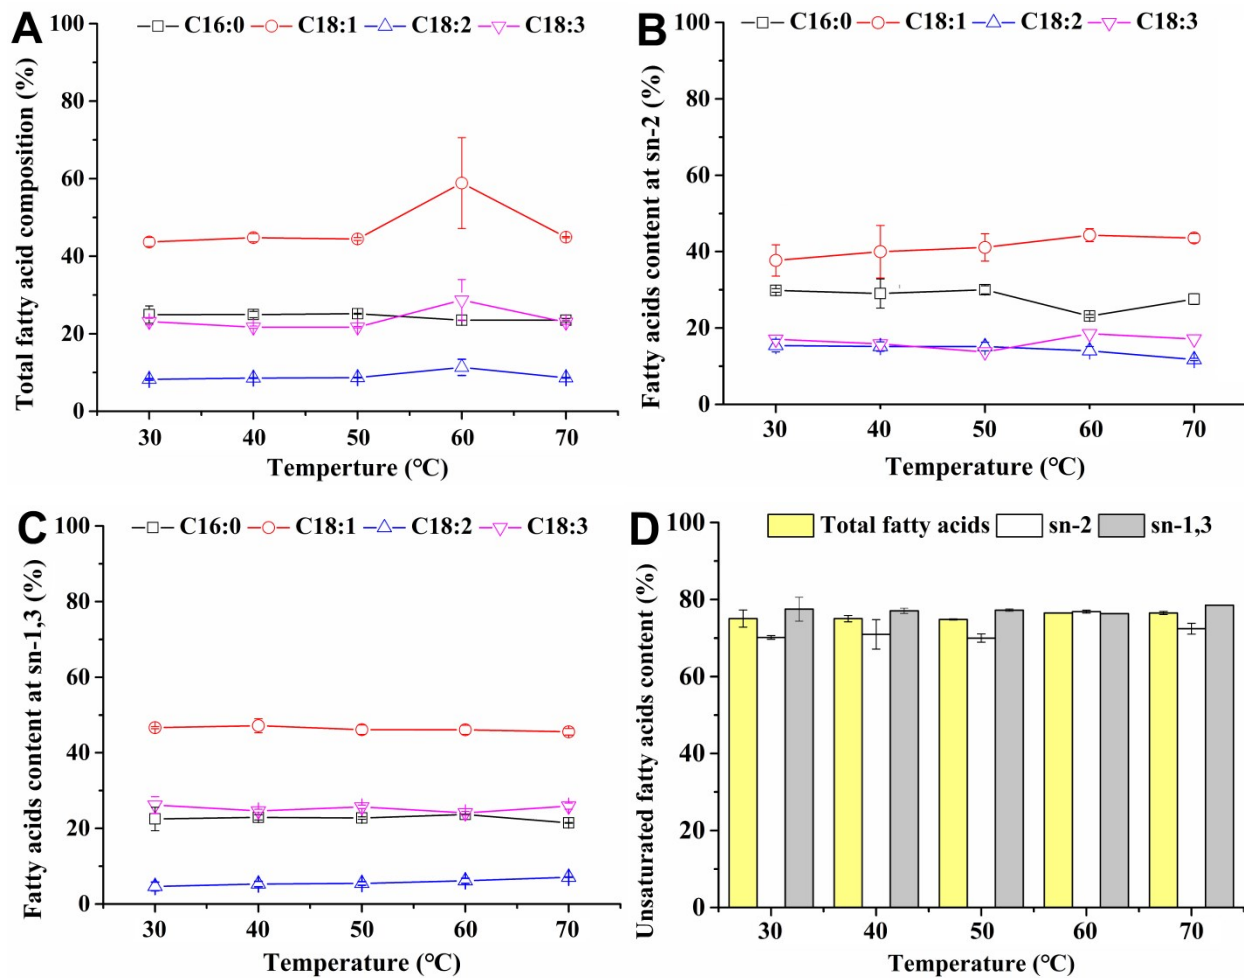 A
C16:0 C18:1 C18:2 C18:3
Total fatty acid composition (%)
100
80
60
40
20
0
30 40 50 60 70
Temperture (°C)
B
C16:0 C18:1 C18:2 C18:3
Fatty acids content at sn-2 (%)
100
80
60
40
20
0
30 40 50 60 70
Temperature (°C)
C
C16:0 C18:1 C18:2 C18:3
Fatty acids content at sn-1,3 (%)
100
80
60
40
20
0
30 40 50 60 70
Temperature (°C)
D
Total fatty acids sn-2 sn-1,3
Unsaturated fatty acids content (%)
100
80
60
40
20
0
30 40 50 60 70
Temperature (°C)